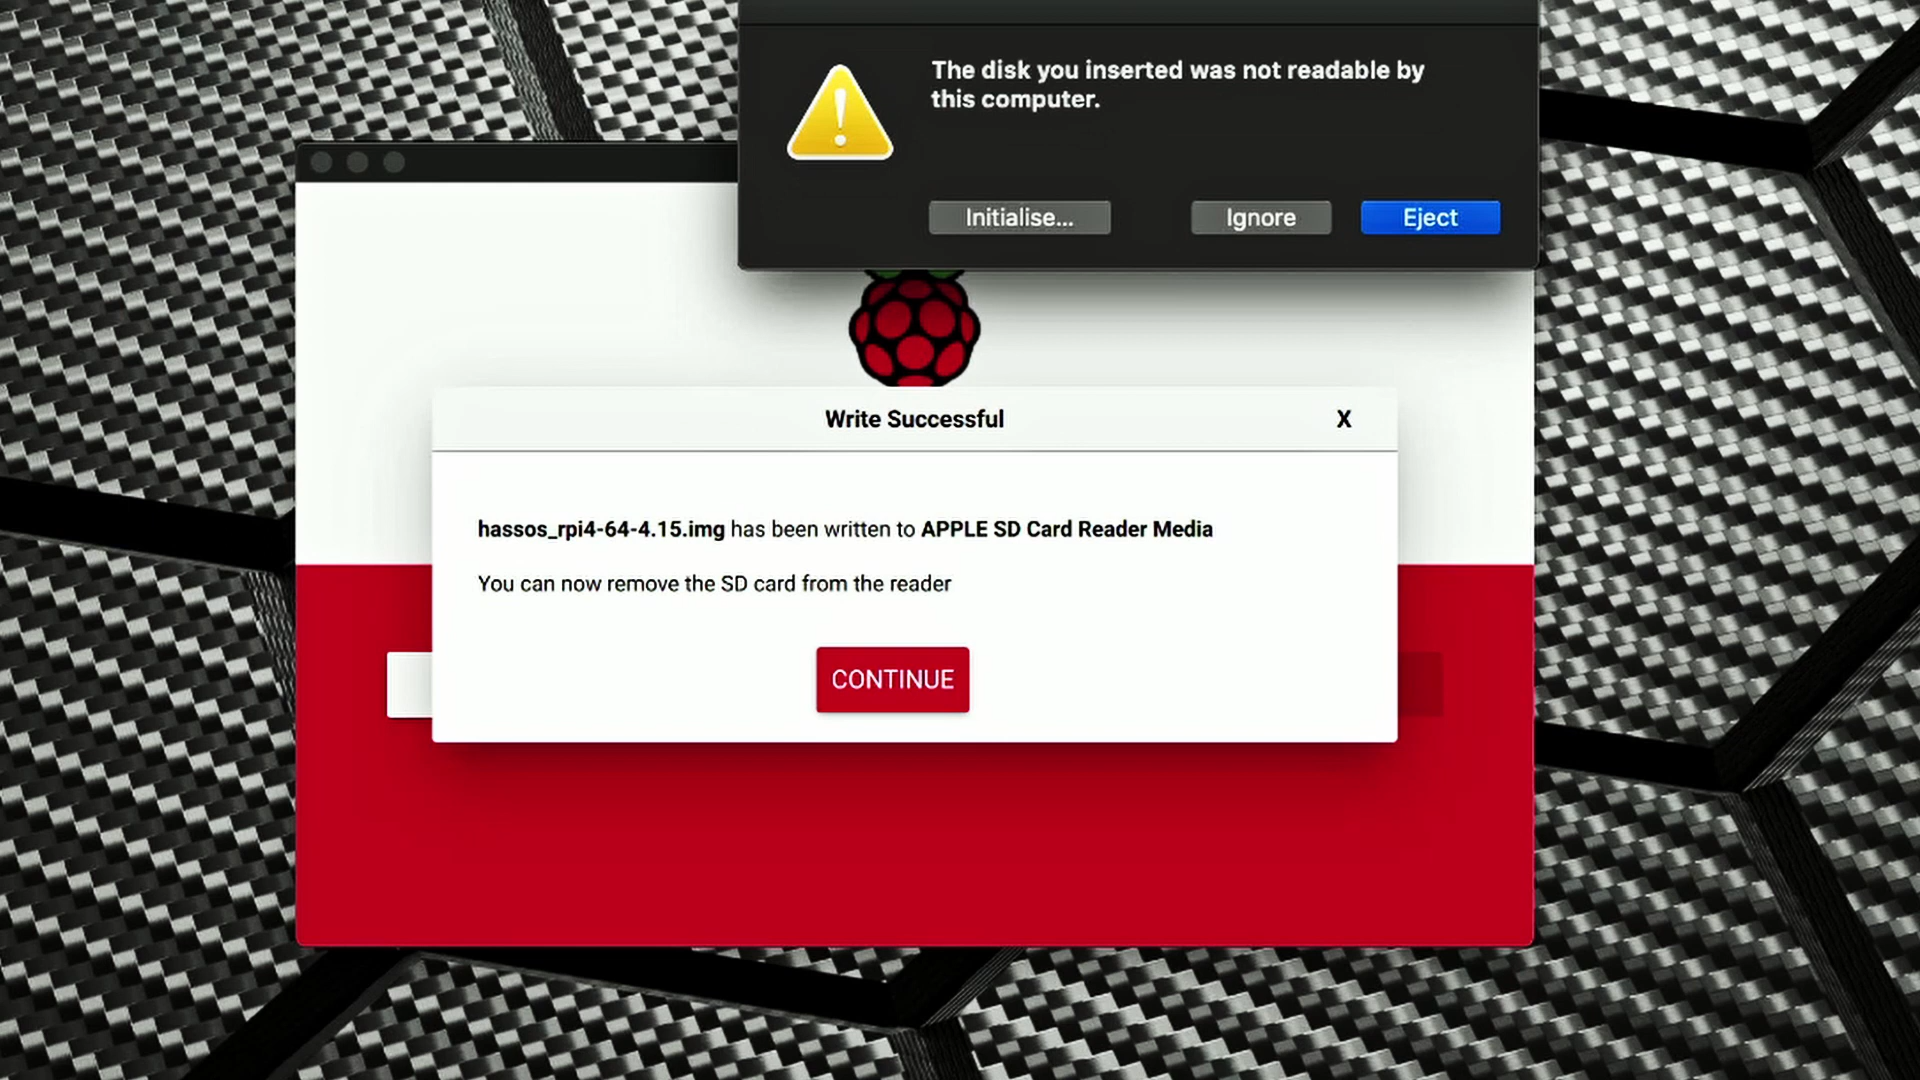 The disk you inserted was not readable by
this computer.
Initialise... Ignore Eject
Write Successful X
hassos_rpi4-64-4.15.img has been written to APPLE SD Card Reader Media
You can now remove the SD card from the reader
CONTINUE